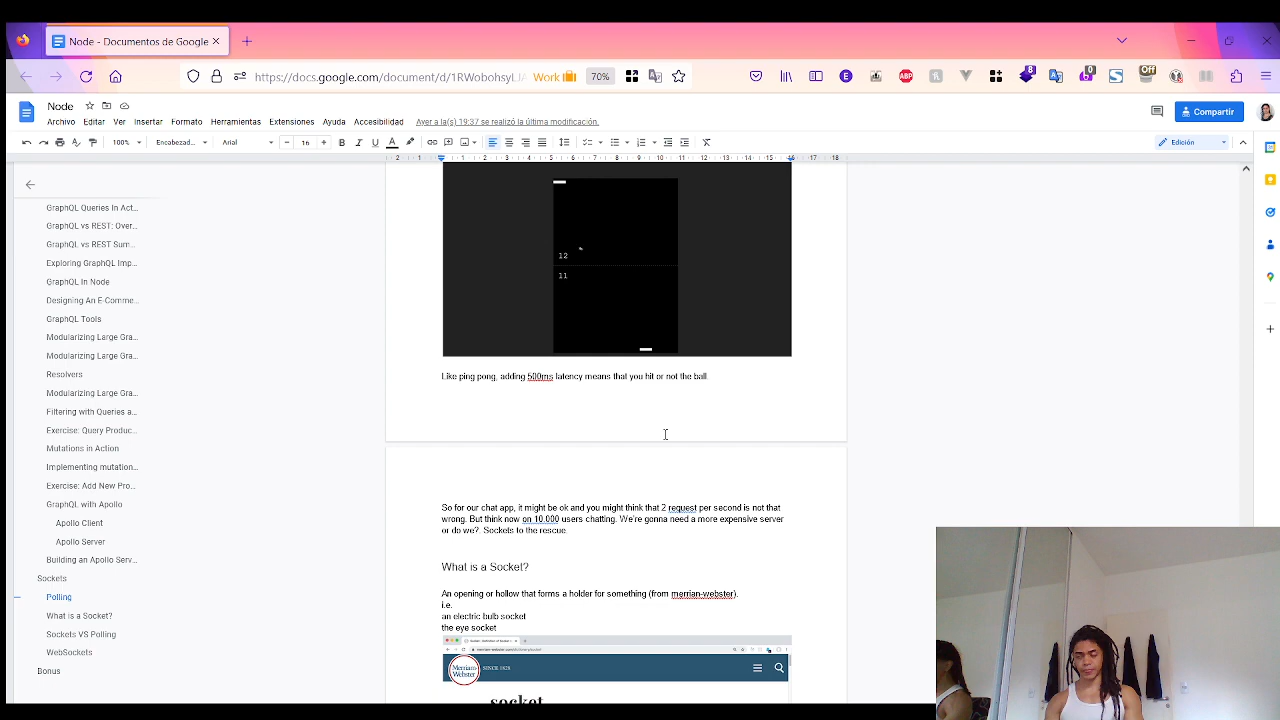 Node - Documentos de Google
https://docs.google.com/document/d/1RWobohsyLJ/
Work
70%
Node
Archivo Editar Ver Insertar Formato Herramientas Extensiones Ayuda Accesibilidad
Ayer a la(s) 19:37 se realizó la última modificación.
Compartir
100% Encabezad... Arial 16 Edición
GraphQL Queries In Act...
GraphQL vs REST: Over...
GraphQL vs REST Sum...
Exploring GraphQL Imp...
GraphQL In Node
Designing An E-Comme...
GraphQL Tools
Modularizing Large Gra...
Modularizing Large Gra...
Resolvers
Modularizing Large Gra...
Filtering with Queries a...
Exercise: Query Produc...
Mutations in Action
Implementing mutation...
Exercise: Add New Pro...
GraphQL with Apollo
Apollo Client
Apollo Server
Building an Apollo Serv...
Sockets
Polling
What is a Socket?
Sockets VS Polling
WebSockets
Bonus
12
11
Like ping pong, adding 500ms latency means that you hit or not the ball.
So for our chat app, it might be ok and you might think that 2 request per second is not that
wrong. But think now on 10.000 users chatting. We're gonna need a more expensive server
or do we?. Sockets to the rescue.
What is a Socket?
An opening or hollow that forms a holder for something (from merrian-webster).
i.e.
an electric bulb socket
the eye socket
Merriam-
Webster
SINCE 1828
socket